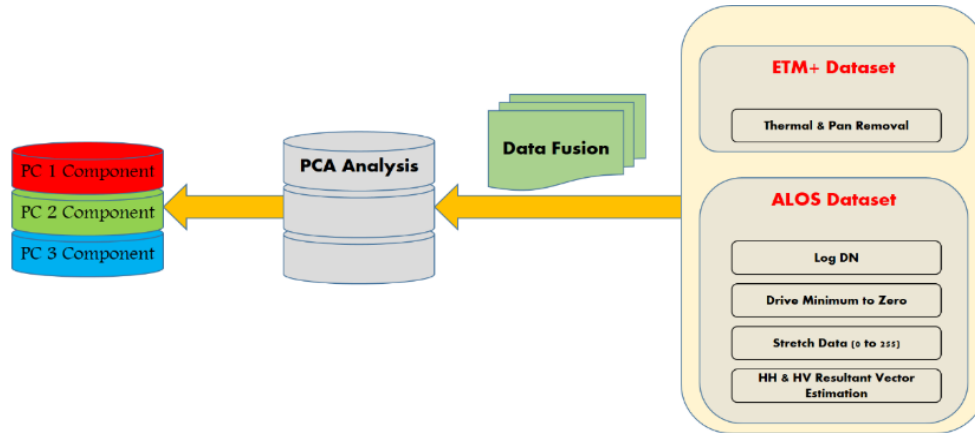 ETM+ Dataset
Thermal & Pan Removal
Data Fusion
PCA Analysis
PC 1 Component
PC 2 Component
PC 3 Component
ALOS Dataset
Log DN
Drive Minimum to Zero
Stretch Data (0 to 255)
HH & HV Resultant Vector
Estimation